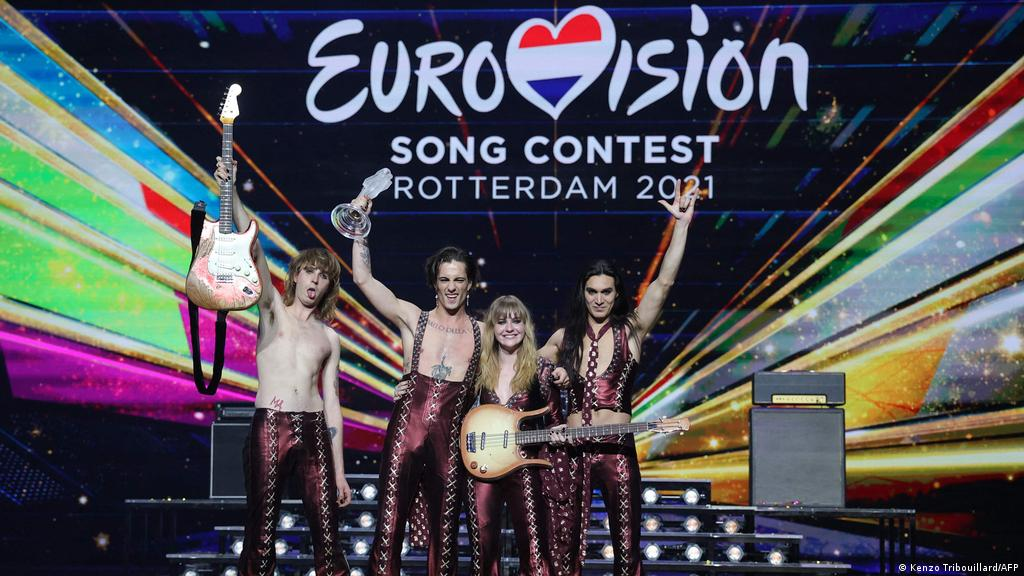 EUROVISION
SONG CONTEST
ROTTERDAM 2021
© Kenzo Tribouillard/AFP